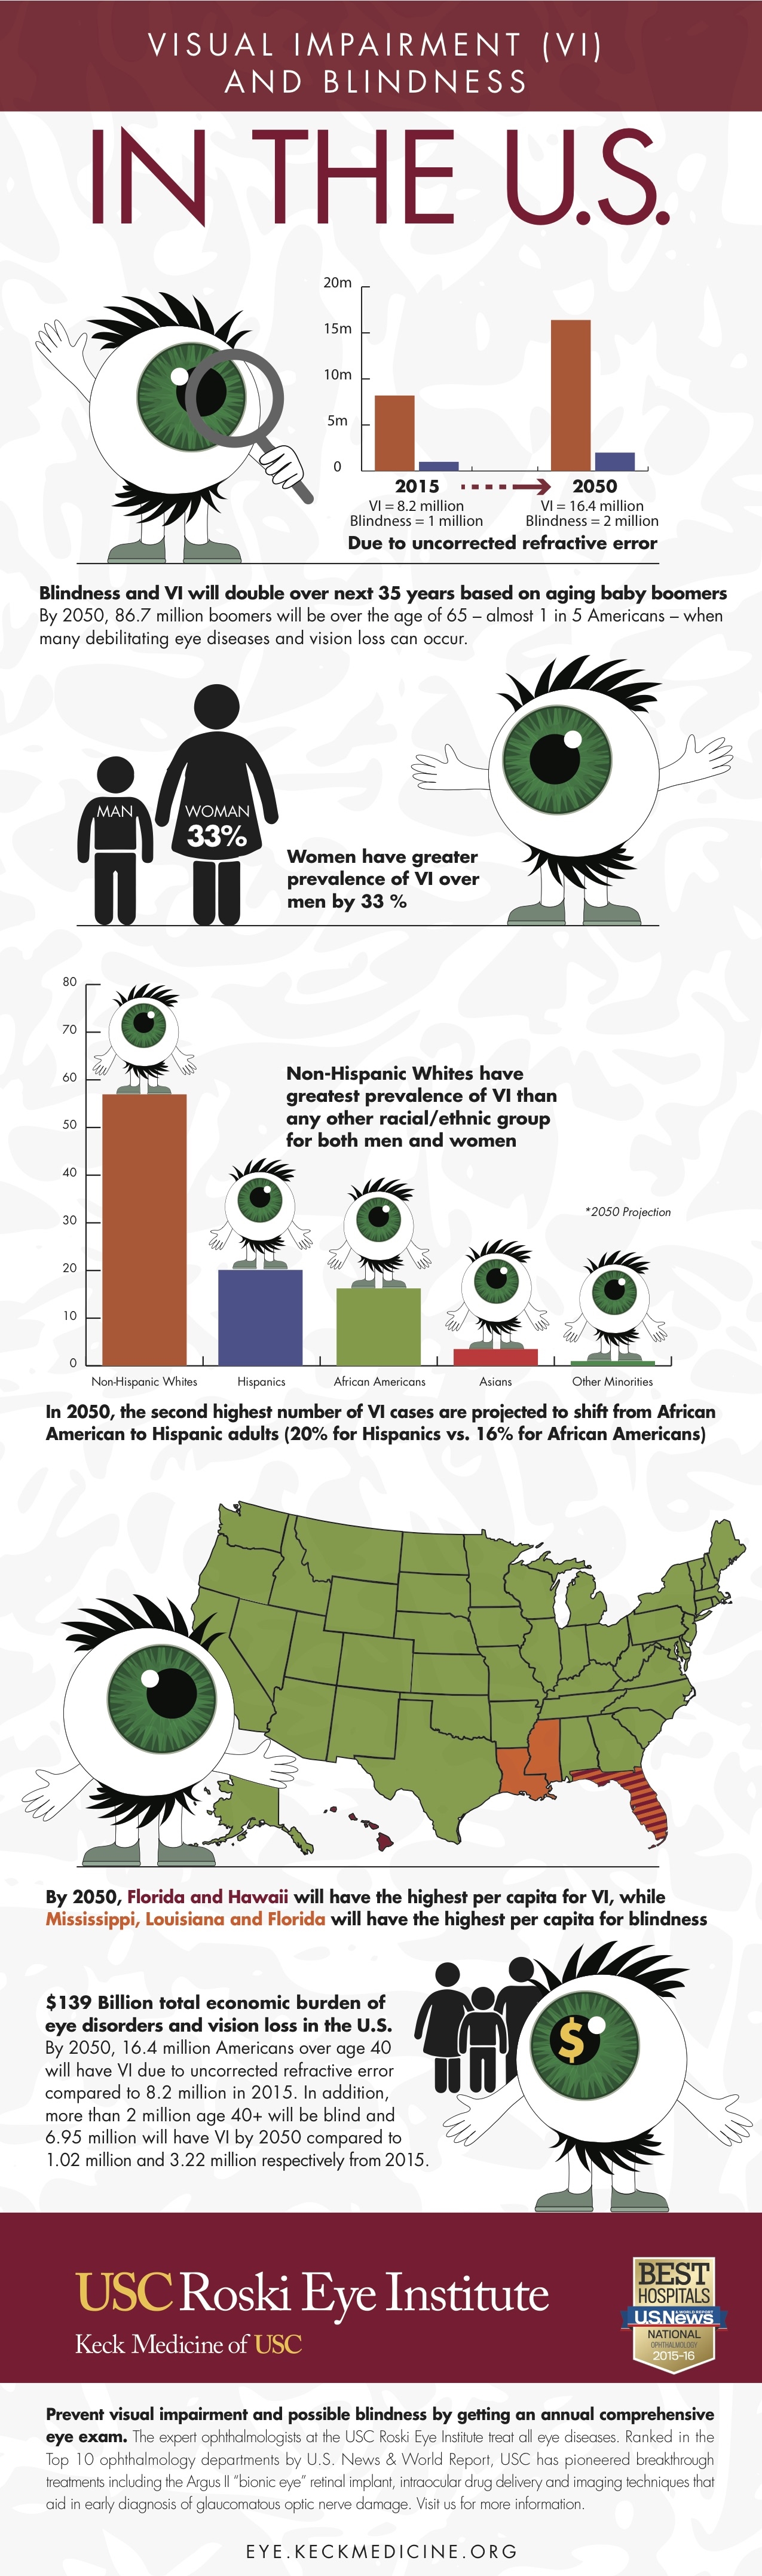 VISUAL IMPAIRMENT (VI)
AND BLINDNESS
IN THE U.S.
20m
15m
10m
5m
0
2015
2050
VI = 8.2 million
Blindness = 1 million
VI = 16.4 million
Blindness = 2 million
Due to uncorrected refractive error
Blindness and VI will double over next 35 years based on aging baby boomers
By 2050, 86.7 million boomers will be over the age of 65 – almost 1 in 5 Americans – when
many debilitating eye diseases and vision loss can occur.
MAN
WOMAN
33%
Women have greater
prevalence of VI over
men by 33 %
80
70
60
50
40
30
20
10
0
Non-Hispanic Whites have
greatest prevalence of VI than
any other racial/ethnic group
for both men and women
*2050 Projection
Non-Hispanic Whites
Hispanics
African Americans
Asians
Other Minorities
In 2050, the second highest number of VI cases are projected to shift from African
American to Hispanic adults (20% for Hispanics vs. 16% for African Americans)
By 2050, Florida and Hawaii will have the highest per capita for VI, while
Mississippi, Louisiana and Florida will have the highest per capita for blindness
$139 Billion total economic burden of
eye disorders and vision loss in the U.S.
By 2050, 16.4 million Americans over age 40
will have VI due to uncorrected refractive error
compared to 8.2 million in 2015. In addition,
more than 2 million age 40+ will be blind and
6.95 million will have VI by 2050 compared to
1.02 million and 3.22 million respectively from 2015.
$
USC Roski Eye Institute
Keck Medicine of USC
BEST
HOSPITALS
U.S.News
& WORLD REPORT
NATIONAL
OPHTHALMOLOGY
2015-16
Prevent visual impairment and possible blindness by getting an annual comprehensive
eye exam. The expert ophthalmologists at the USC Roski Eye Institute treat all eye diseases. Ranked in the
Top 10 ophthalmology departments by U.S. News & World Report, USC has pioneered breakthrough
treatments including the Argus II “bionic eye” retinal implant, intraocular drug delivery and imaging techniques that
aid in early diagnosis of glaucomatous optic nerve damage. Visit us for more information.
EYE.KECKMEDICINE.ORG